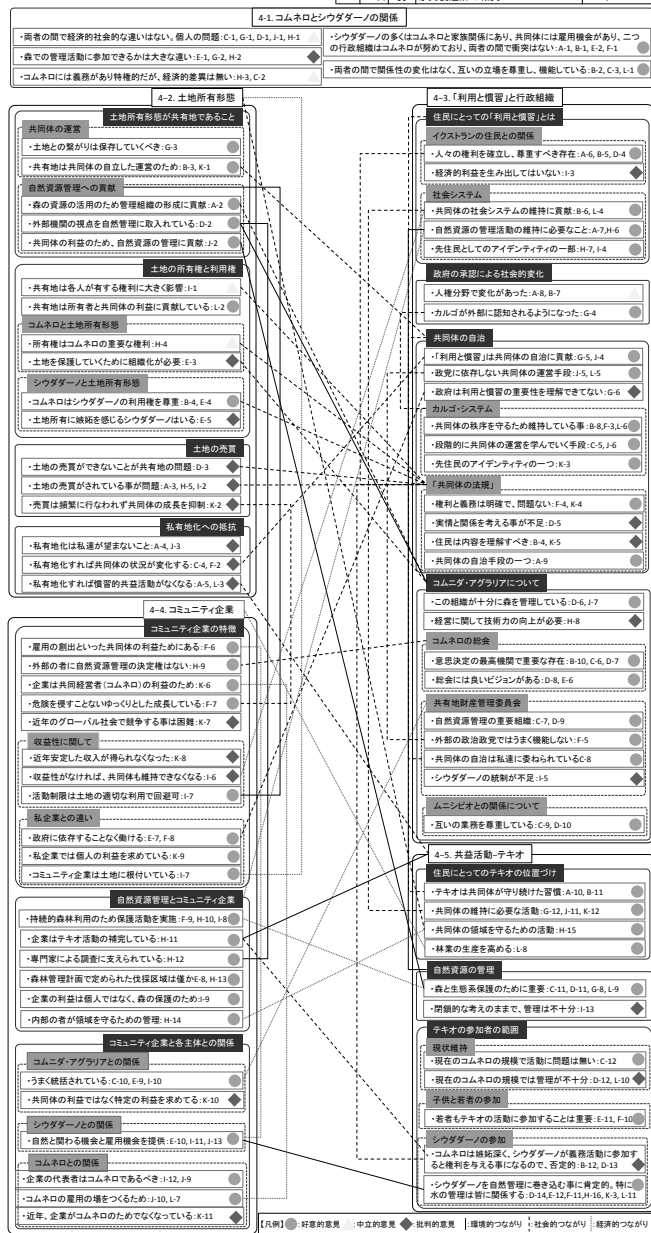 4-1. コムネロとシウダダーノの関係
・両者の間で経済的社会的な違いはない。個人の問題: C-1, G-1, D-1, J-1, H-1
・森での管理活動に参加できるかは大きな違い: E-1, G-2, H-2
・コムネロには義務があり特権的だが、経済的差異は無い: H-3, C-2
・シウダダーノの多くはコムネロと家族関係にあり、共同体には雇用機会があり、二つ
の行政組織はコムネロが努めており、両者の間で衝突はない: A-1, B-1, E-2, F-1
・両者の間で関係性の変化はなく、互いの立場を尊重し、機能している: B-2, C-3, L-1
4-2. 土地所有形態
土地所有形態が共有地であること
共同体の運営
・土地との繋がりは保存していくべき: G-3
・共有地は共同体の自立した運営のため: B-3, K-1
自然資源管理への貢献
・森の資源の活用のため管理組織の形成に貢献: A-2
・外部機関の視点を自然管理に取入れている: D-2
・共同体の利益のため、自然資源の管理に貢献: J-2
土地の所有権と利用権
・共有地は各人が有する権利に大きく影響: I-1
・共有地は所有者と共同体の利益に貢献している: L-2
コムネロと土地所有形態
・所有権はコムネロの重要な権利: H-4
・土地を保護していくために組織化が必要: E-3
シウダダーノと土地所有形態
・コムネロはシウダダーノの利用権を尊重: B-4, E-4
・土地所有に嫉妬を感じるシウダダーノはいる: E-5
土地の売買
・土地の売買ができないことが共有地の問題: D-3
・土地の売買がされている事が問題: A-3, H-5, I-2
・売買は頻繁に行なわれず共同体の成長を抑制: K-2
私有地化への抵抗
・私有地化は私達が望まないこと: A-4, J-3
・私有地化すれば共同体の状況が変化する: C-4, F-2
・私有地化すれば慣習的共益活動がなくなる: A-5, L-3
4-4. コミュニティ企業
コミュニティ企業の特徴
・雇用の創出といった共同体の利益ためにある: F-6
・外部の者に自然資源管理の決定権はない: H-9
・企業は共同経営者(コムネロ)の利益のため: K-6
・危険を侵すことないゆっくりとした成長している: F-7
・近年のグローバル社会で競争する事は困難: K-7
収益性に関して
・近年安定した収入が得られなくなった: K-8
・収益性がなければ、共同体も維持できなくなる: I-6
・活動制限は土地の適切な利用で回避可: I-7
私企業との違い
・政府に依存することなく働ける: E-7, F-8
・私企業では個人の利益を求めている: K-9
・コミュニティ企業は土地に根付いている: I-7
自然資源管理とコミュニティ企業
・持続的森林利用のため保護活動を実施: F-9, H-10, I-8
・企業はテキオ活動の補完している: H-11
・専門家による調査に支えられている: H-12
・森林管理計画で定められた伐採区域は僅かE-8, H-13
・企業の利益は個人ではなく、森の保護のため: I-9
・内部の者が領域を守るための管理: H-14
コミュニティ企業と各主体との関係
コムニダ・アグラリアとの関係
・うまく統括されている: C-10, E-9, I-10
・共同体の利益ではなく特定の利益を求めてる: K-10
シウダダーノとの関係
・自然と関わる機会と雇用機会を提供: E-10, I-11, J-13
コムネロとの関係
・企業の代表者はコムネロであるべき: I-12, J-9
・コムネロの雇用の場をつくるため: J-10, L-7
・近年、企業がコムネロのためでなくなっている: K-11
4-3. 「利用と慣習」と行政組織
住民にとっての「利用と慣習」とは
イクストランの住民との関係
・人々の権利を確立し、尊重すべき存在: A-6, B-5, D-4
・経済的利益を生み出してはいない: I-3
社会システム
・共同体の社会システムの維持に貢献: B-6, L-4
・自然資源の管理活動の維持に必要なこと: A-7,H-6
・先住民としてのアイデンティティの一部: H-7, I-4
政府の承認による社会的変化
・人権分野で変化があった: A-8, B-7
・カルゴが外部に認知されるようになった: G-4
共同体の自治
・「利用と慣習」は共同体の自治に貢献: G-5, J-4
・政党に依存しない共同体の運営手段: J-5, L-5
・政府は利用と慣習の重要性を理解できてない: G-6
カルゴ・システム
・共同体の秩序を守るため維持している事: B-8,F-3,L-6
・段階的に共同体の運営を学んでいく手段: C-5, J-6
・先住民のアイデンティティの一つ: K-3
「共同体の法規」
・権利と義務は明確で、問題ない: F-4, K-4
・実情と関係を考える事が不足: D-5
・住民は内容を理解すべき: B-4, K-5
・共同体の自治手段の一つ: A-9
コムニダ・アグラリアについて
・この組織が十分に森を管理している: D-6, J-7
・経営に関して技術力の向上が必要: H-8
コムネロの総会
・意思決定の最高機関で重要な存在: B-10, C-6, D-7
・総会には良いビジョンがある: D-8, E-6
共有地財産管理委員会
・自然資源管理の重要組織: C-7, D-9
・外部の政治政党ではうまく機能しない: F-5
・共同体の自治は私達に委ねられているC-8
・シウダダーノの統制が不足: I-5
ムニシピオとの関係について
・互いの業務を尊重している: C-9, D-10
4-5. 共益活動-テキオ
住民にとってのテキオの位置づけ
・テキオは共同体が守り続けた習慣: A-10, B-11
・共同体の維持に必要な活動: G-12, J-11, K-12
・共同体の領域を守るための活動: H-15
・林業の生産を高める: L-8
自然資源の管理
・森と生態系保護のために重要: C-11, D-11, G-8, L-9
・閉鎖的な考えのままで、管理は不十分: I-13
テキオの参加者の範囲
現状維持
・現在のコムネロの規模で活動に問題は無い: C-12
・現在のコムネロの規模では管理が不十分: D-12, L-10
子供と若者の参加
・若者もテキオの活動に参加することは重要: E-11, F-10
シウダダーノの参加
・コムネロは嫉妬深く、シウダダーノが義務活動に参加す
ると権利を与える事になるので、否定的: B-12, D-13
・シウダダーノを自然管理に巻き込む事に肯定的。特に
水の管理は皆に関係する: D-14,E-12,F-11,H-16, K-3, L-11
【凡例】 :好意的意見 :中立的意見 :批判的意見 :環境的つながり :社会的つながり :経済的つながり